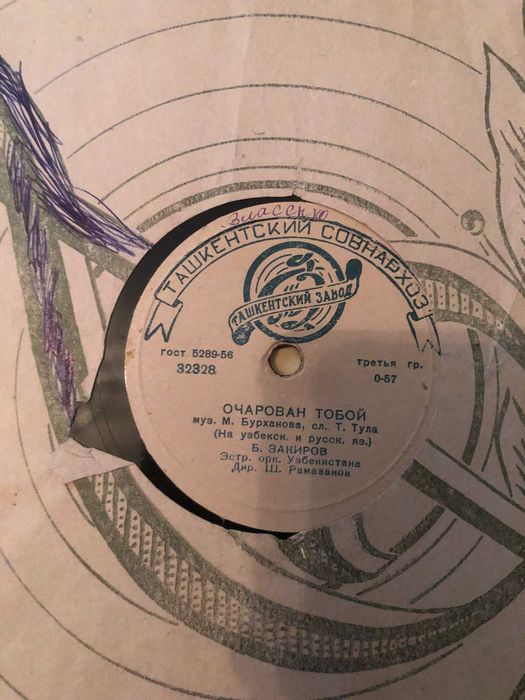 ТАШКЕНТСКИЙ СОВНАРХОЗ
ТАШКЕНТСКИЙ ЗАВОД
ГОСТ 5289-56
32328
третья гр.
0-57
ОЧАРОВАН ТОБОЙ
муз. М. Бурханова, сл. Т. Тула
(На узбекск. и русск. яз.)
Б. ЗАКИРОВ
Эстр. орк. Узбекистана
Дир. Ш. Рамазанов